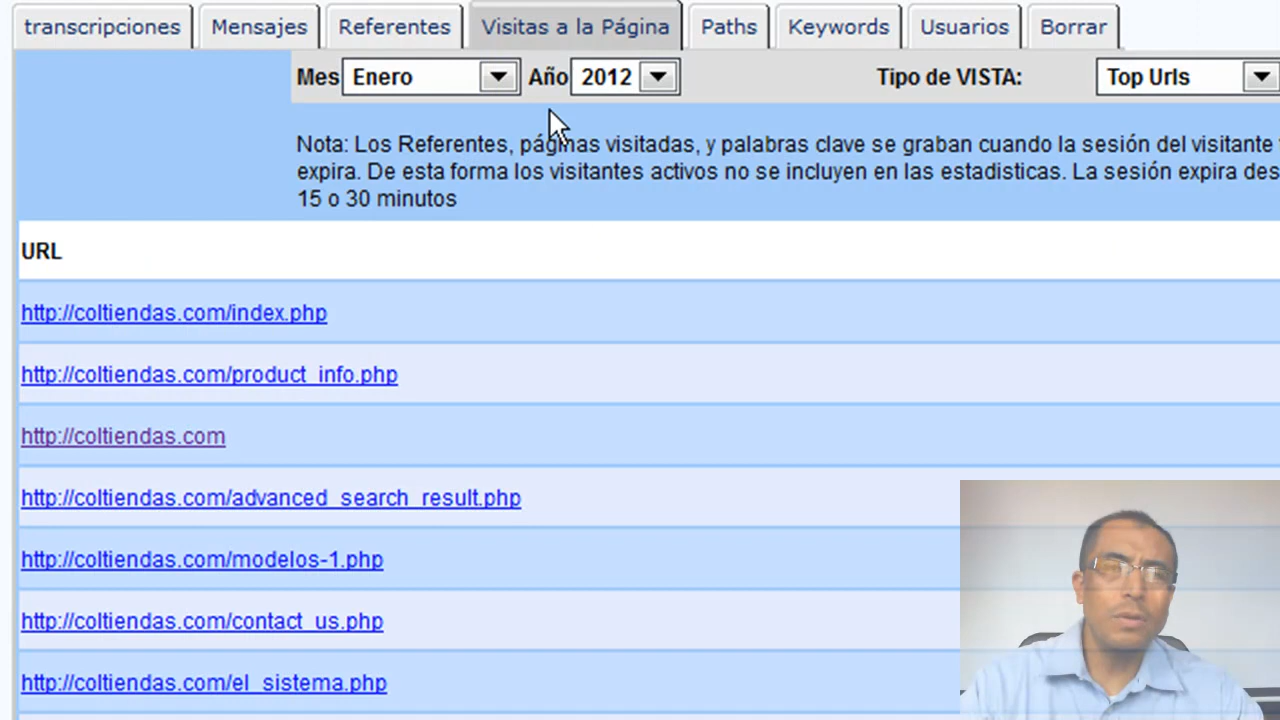 transcripciones Mensajes Referentes Visitas a la Página Paths Keywords Usuarios Borrar
Mes Enero Año 2012 Tipo de VISTA: Top Urls
Nota: Los Referentes, páginas visitadas, y palabras clave se graban cuando la sesión del visitante
expira. De esta forma los visitantes activos no se incluyen en las estadisticas. La sesión expira des
15 o 30 minutos
URL
http://coltiendas.com/index.php
http://coltiendas.com/product_info.php
http://coltiendas.com
http://coltiendas.com/advanced_search_result.php
http://coltiendas.com/modelos-1.php
http://coltiendas.com/contact_us.php
http://coltiendas.com/el_sistema.php